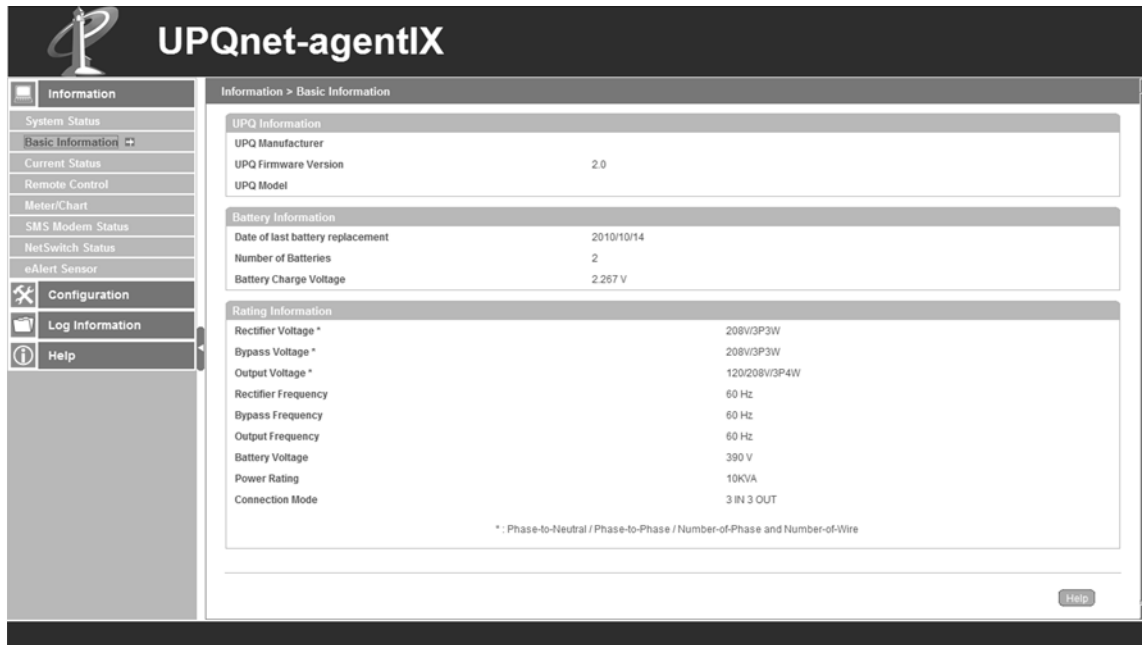 UPQnet-agentIX
Information
System Status
Basic Information
Current Status
Remote Control
Meter/Chart
SMS Modem Status
NetSwitch Status
eAlert Sensor
Configuration
Log Information
Help
Information > Basic Information
UPQ Information
UPQ Manufacturer
UPQ Firmware Version 2.0
UPQ Model
Battery Information
Date of last battery replacement 2010/10/14
Number of Batteries 2
Battery Charge Voltage 2.267 V
Rating Information
Rectifier Voltage * 208V/3P3W
Bypass Voltage * 208V/3P3W
Output Voltage * 120/208V/3P4W
Rectifier Frequency 60 Hz
Bypass Frequency 60 Hz
Output Frequency 60 Hz
Battery Voltage 390 V
Power Rating 10KVA
Connection Mode 3 IN 3 OUT
* : Phase-to-Neutral / Phase-to-Phase / Number-of-Phase and Number-of-Wire
Help